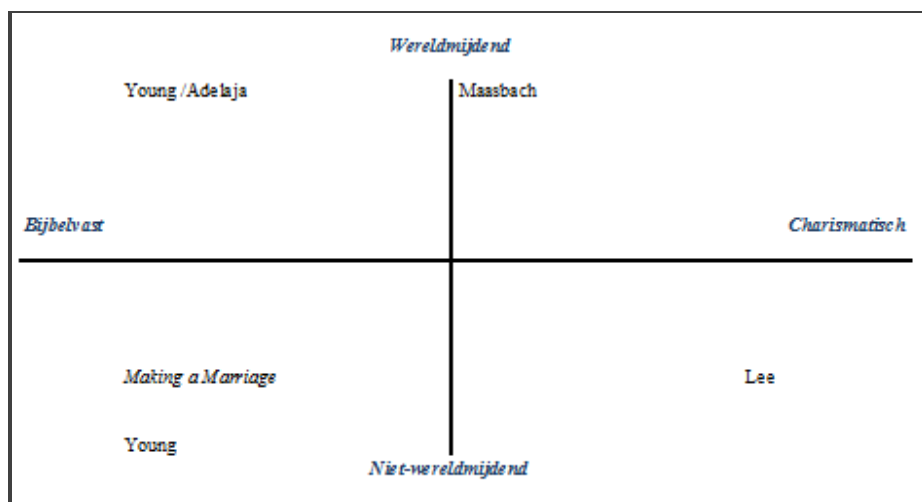 Wereldmijdend
Young/Adelaja
Maasbach
Bijbelvast
Charismatisch
Making a Marriage
Lee
Young
Niet-wereldmijdend